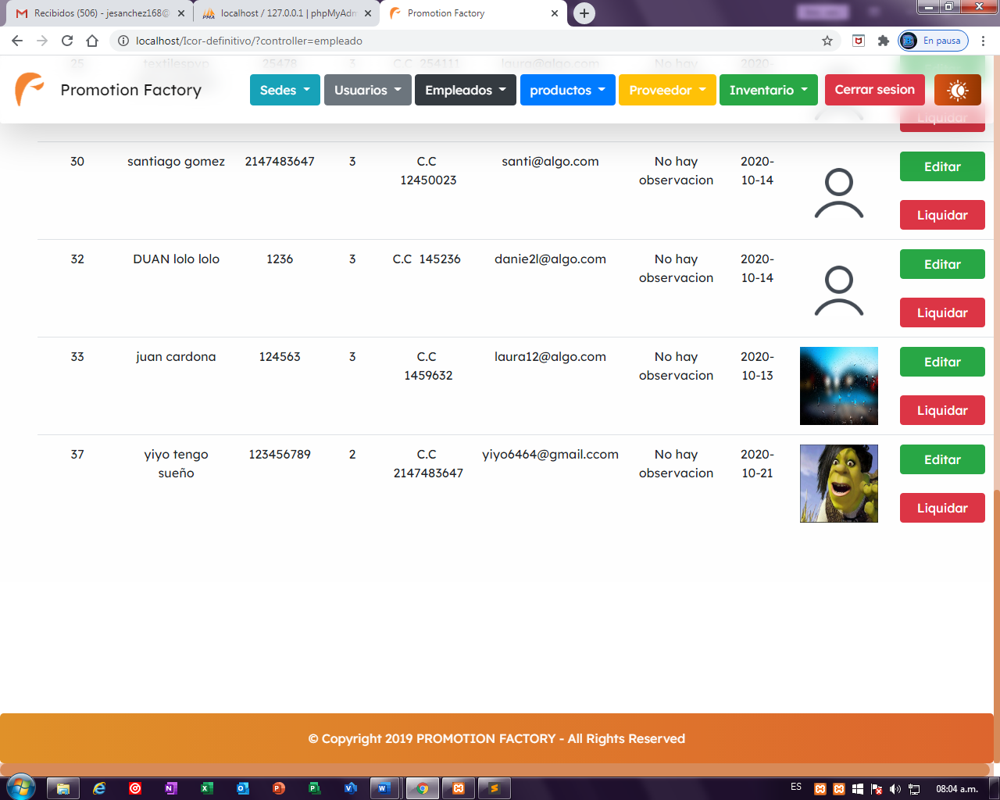 Recibidos (506) - jesanchez168@
localhost / 127.0.0.1 | phpMyAdm
Promotion Factory
localhost/Icor-definitivo/?controller=empleado
En pausa
25 textilespyp 25478 3 C.C 254111 laura@algo.com No hay 2020-
Promotion Factory
Sedes
Usuarios
Empleados
productos
Proveedor
Inventario
Cerrar sesion
Liquidar
30 santiago gomez 2147483647 3 C.C santi@algo.com No hay 2020- Editar
12450023 observacion 10-14
Liquidar
32 DUAN lolo lolo 1236 3 C.C 145236 danie2l@algo.com No hay 2020- Editar
observacion 10-14
Liquidar
33 juan cardona 124563 3 C.C laura12@algo.com No hay 2020- Editar
1459632 observacion 10-13
Liquidar
37 yiyo tengo 123456789 2 C.C yiyo6464@gmail.ccom No hay 2020- Editar
sueño 2147483647 observacion 10-21
Liquidar
© Copyright 2019 PROMOTION FACTORY - All Rights Reserved
ES
08:04 a.m.